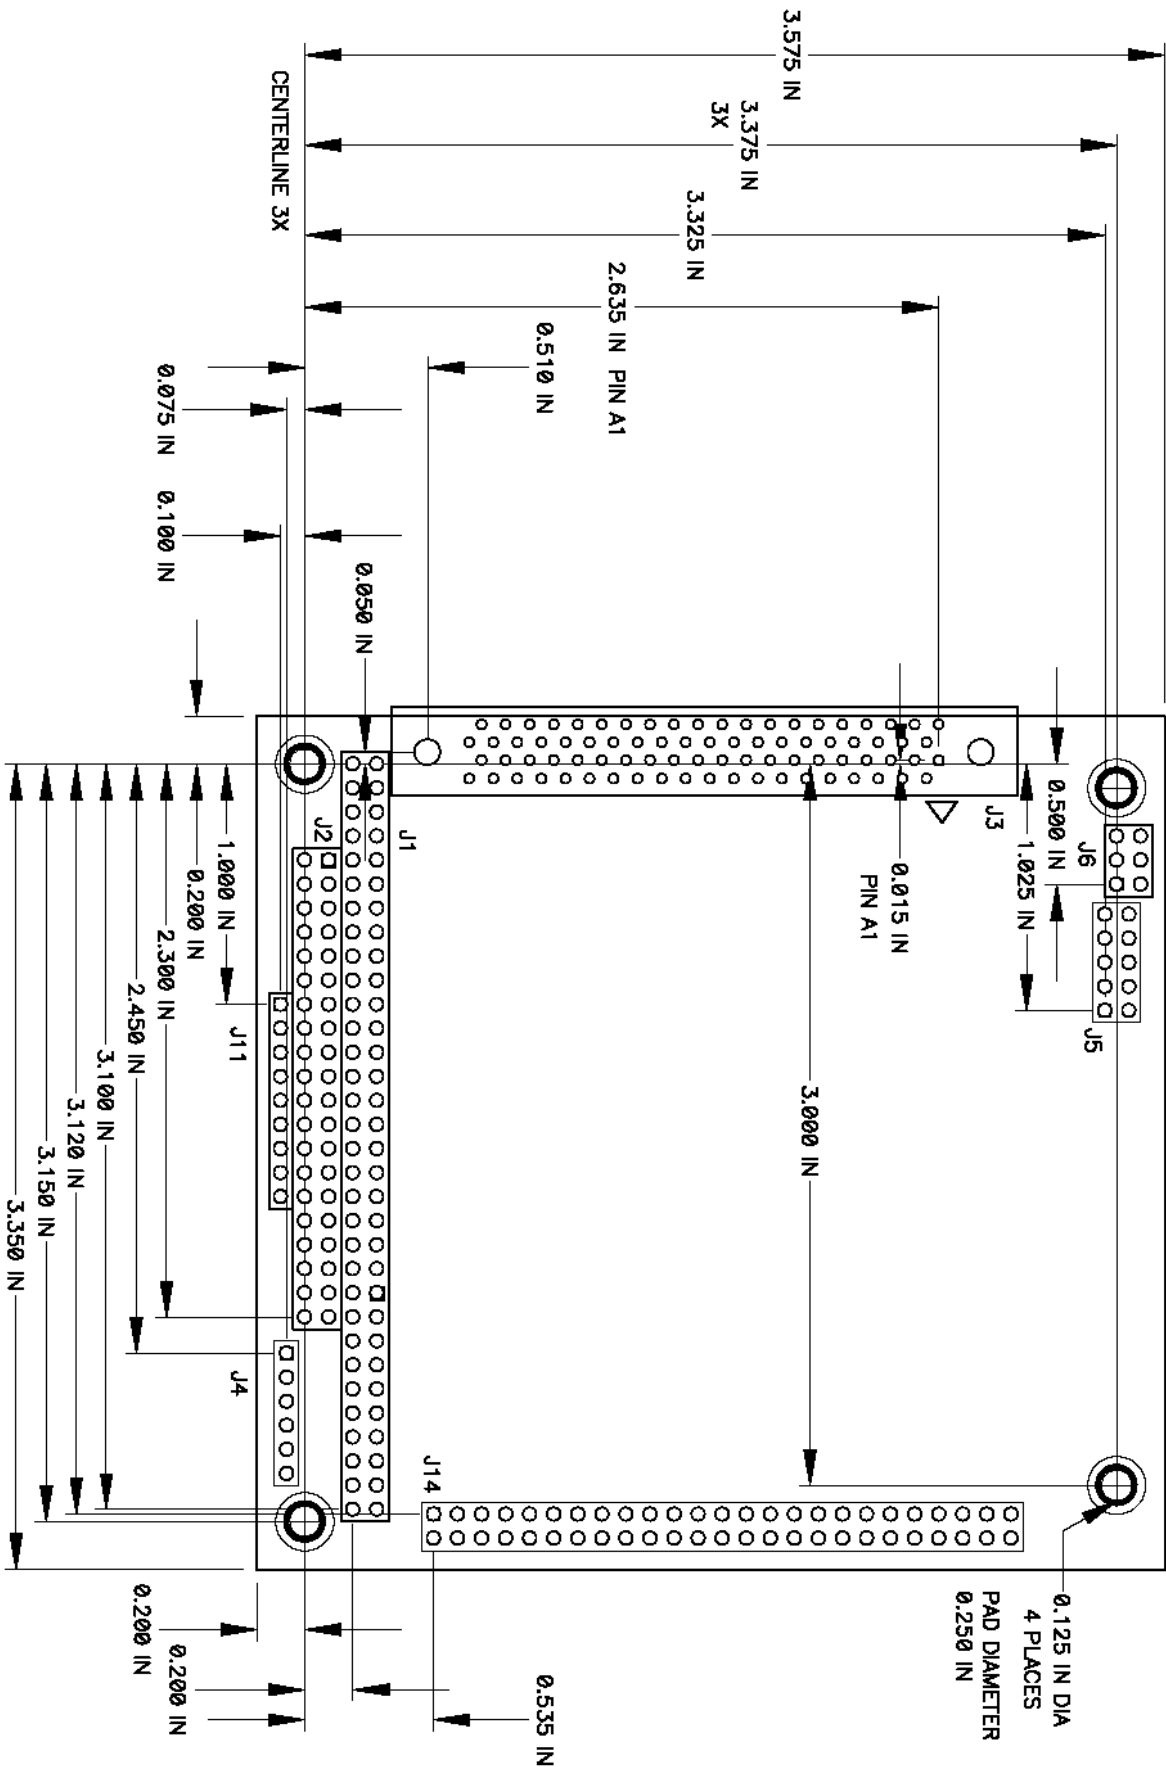 3.575 IN
3.375 IN
3X
3.325 IN
2.635 IN PIN A1
0.510 IN
CENTERLINE 3X
0.075 IN
0.100 IN
0.050 IN
J3
J6
0.500 IN
1.025 IN
J5
0.015 IN
PIN A1
3.000 IN
J1
J2
J11
J4
J14
1.000 IN
0.200 IN
2.300 IN
2.450 IN
3.100 IN
3.120 IN
3.150 IN
3.350 IN
0.125 IN DIA
4 PLACES
PAD DIAMETER
0.250 IN
0.535 IN
0.200 IN
0.200 IN